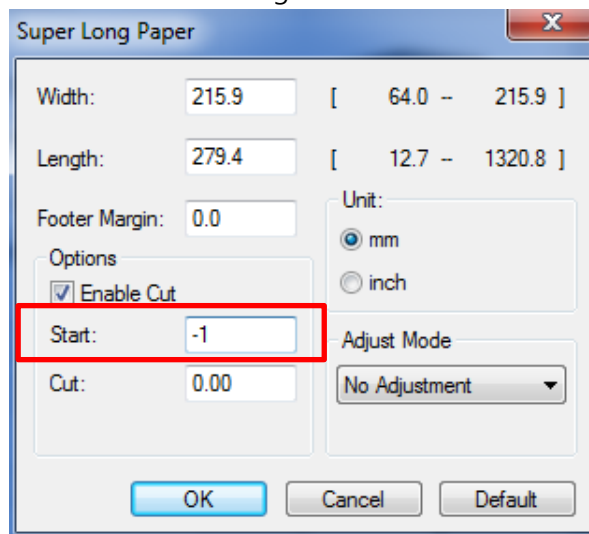 Super Long Paper
Width: 215.9 [ 64.0 -- 215.9 ]
Length: 279.4 [ 12.7 -- 1320.8 ]
Footer Margin: 0.0
Unit:
mm
inch
Options
Enable Cut
Start: -1
Cut: 0.00
Adjust Mode
No Adjustment
OK Cancel Default